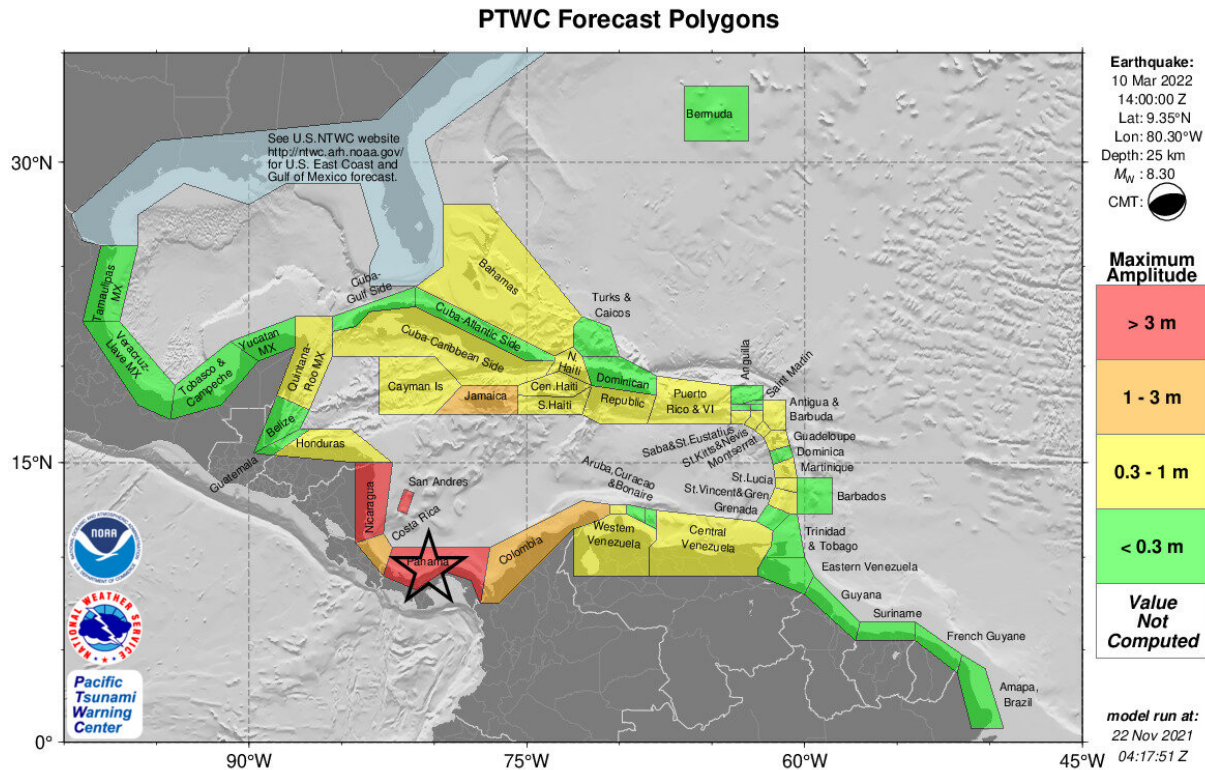 PTWC Forecast Polygons
See U.S.NTWC website
http://ntwc.arh.noaa.gov/
for U.S. East Coast and
Gulf of Mexico forecast.
Bermuda
Bahamas
Cuba-
Gulf Side
Turks &
Caicos
Tamaulipas
MX
Veracruz-
Llave MX
Tobasco &
Campeche
Yucatan
MX
Quintana-
Roo MX
Cuba-Atlantic Side
Cuba-Caribbean Side
N.
Haiti
Cen.Haiti
S.Haiti
Dominican
Republic
Cayman Is
Jamaica
Puerto
Rico & VI
Anguilla
Saint Martin
Antigua &
Barbuda
Saba&St.Eustatius
St.Kitts&Nevis
Montserrat
Guadeloupe
Dominica
Martinique
St.Lucia
Barbados
St.Vincent&Gren
Grenada
Belize
Guatemala
Honduras
Nicaragua
San Andres
Costa Rica
Panama
Colombia
Aruba,Curacao
&Bonaire
Western
Venezuela
Central
Venezuela
Trinidad
& Tobago
Eastern Venezuela
Guyana
Suriname
French Guyane
Amapa,
Brazil
30°N
15°N
0°
90°W
75°W
60°W
45°W
NOAA
NATIONAL WEATHER SERVICE
Pacific
Tsunami
Warning
Center
Earthquake:
10 Mar 2022
14:00:00 Z
Lat: 9.35°N
Lon: 80.30°W
Depth: 25 km
Mw : 8.30
CMT:
Maximum
Amplitude
> 3 m
1 - 3 m
0.3 - 1 m
< 0.3 m
Value
Not
Computed
model run at:
22 Nov 2021
04:17:51 Z